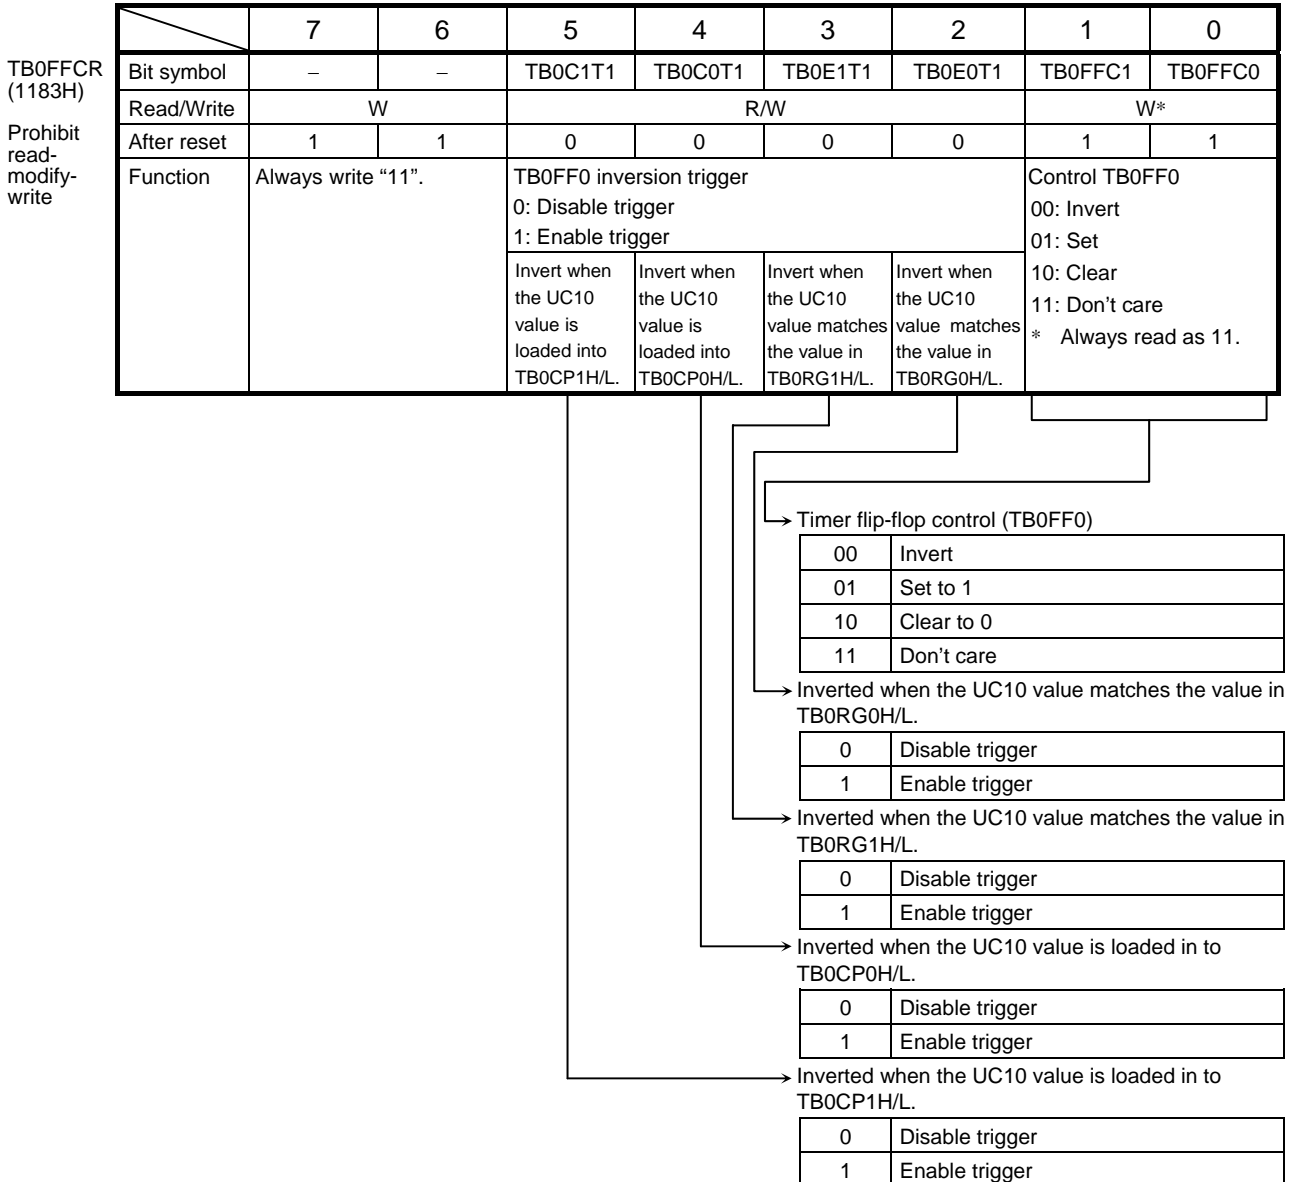 7 6 5 4 3 2 1 0
TB0FFCR
(1183H)
Prohibit
read-
modify-
write
Bit symbol − − TB0C1T1 TB0C0T1 TB0E1T1 TB0E0T1 TB0FFC1 TB0FFC0
Read/Write W R/W W*
After reset 1 1 0 0 0 0 1 1
Function
Always write “11”.
TB0FF0 inversion trigger
0: Disable trigger
1: Enable trigger
Invert when
the UC10
value is
loaded into
TB0CP1H/L.
Invert when
the UC10
value is
loaded into
TB0CP0H/L.
Invert when
the UC10
value matches
the value in
TB0RG1H/L.
Invert when
the UC10
value matches
the value in
TB0RG0H/L.
Control TB0FF0
00: Invert
01: Set
10: Clear
11: Don’t care
* Always read as 11.
Timer flip-flop control (TB0FF0)
00 Invert
01 Set to 1
10 Clear to 0
11 Don’t care
Inverted when the UC10 value matches the value in
TB0RG0H/L.
0 Disable trigger
1 Enable trigger
Inverted when the UC10 value matches the value in
TB0RG1H/L.
0 Disable trigger
1 Enable trigger
Inverted when the UC10 value is loaded in to
TB0CP0H/L.
0 Disable trigger
1 Enable trigger
Inverted when the UC10 value is loaded in to
TB0CP1H/L.
0 Disable trigger
1 Enable trigger